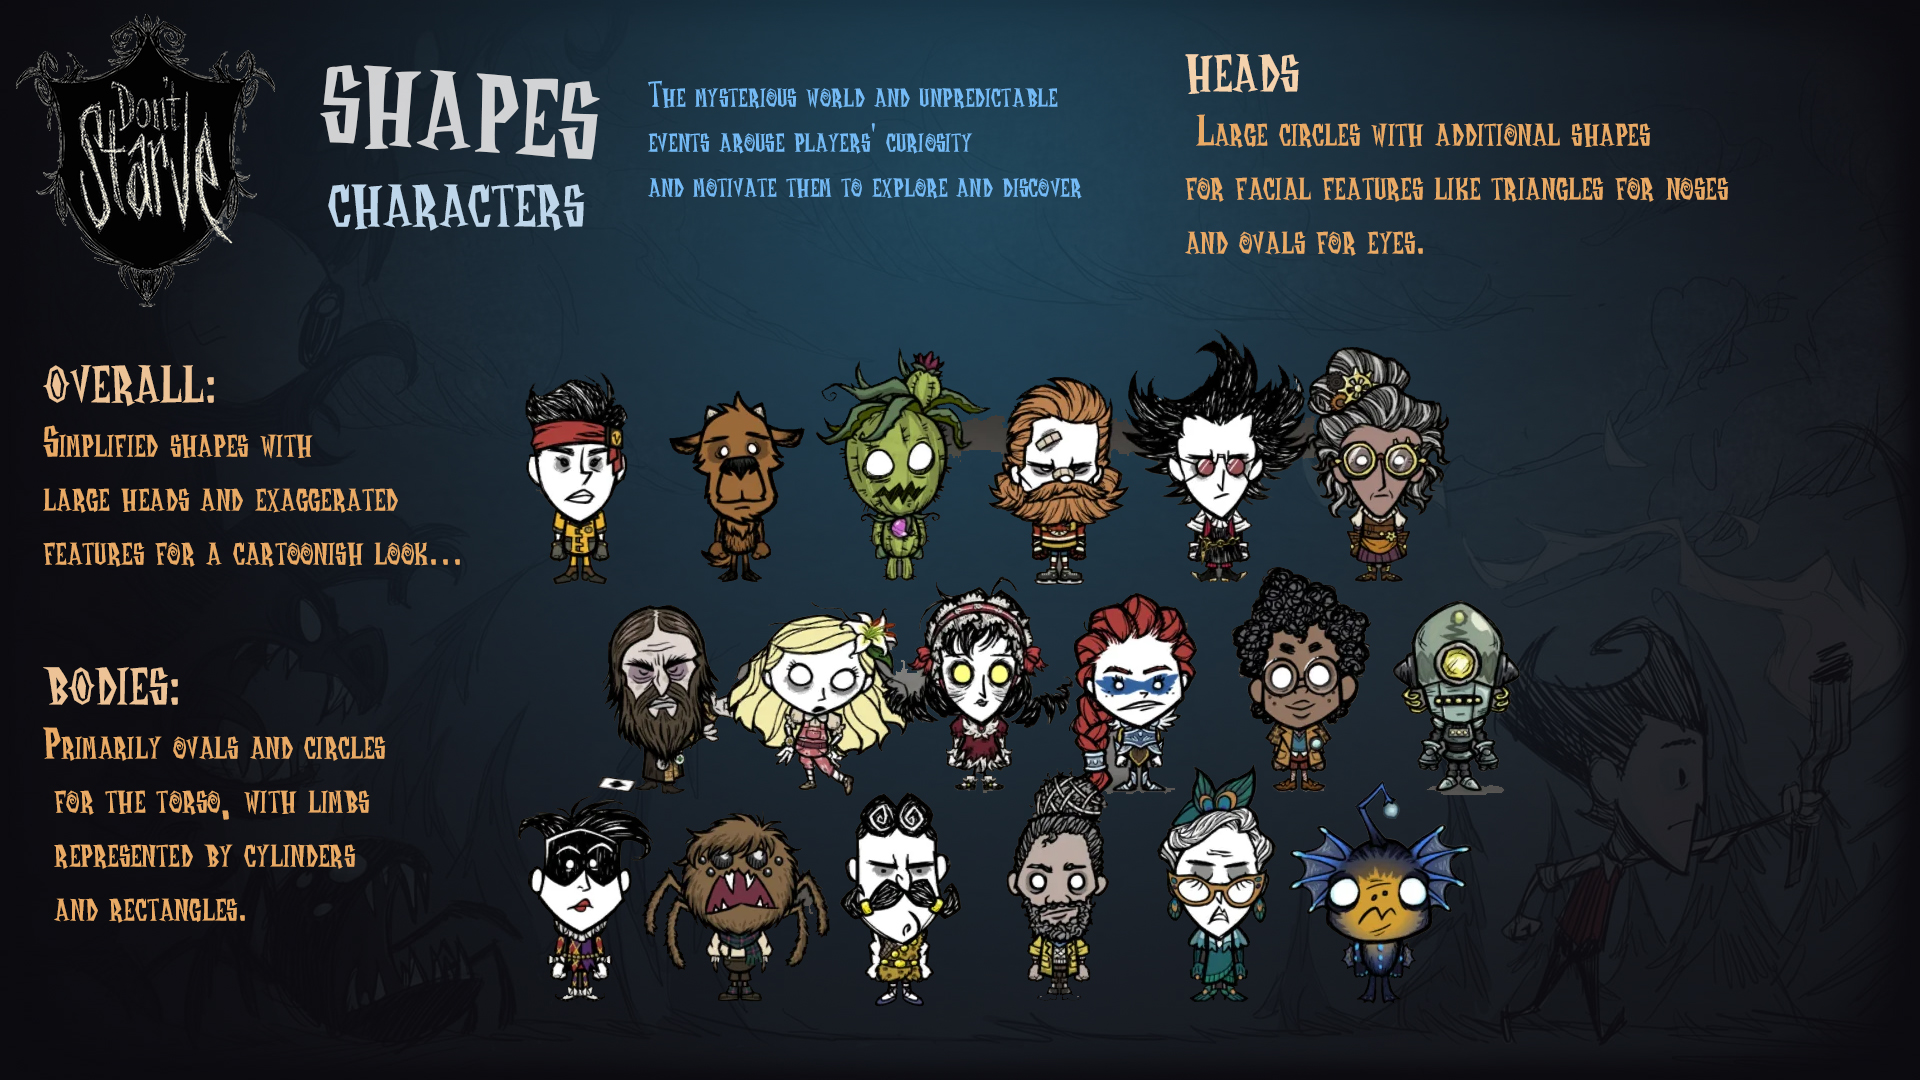 Don't
Starve
SHAPES
CHARACTERS
The mysterious world and unpredictable
events arouse players' curiosity
and motivate them to explore and discover
HEADS
Large circles with additional shapes
for facial features like triangles for noses
and ovals for eyes.
OVERALL:
Simplified shapes with
large heads and exaggerated
features for a cartoonish look...
BODIES:
Primarily ovals and circles
for the torso, with limbs
represented by cylinders
and rectangles.